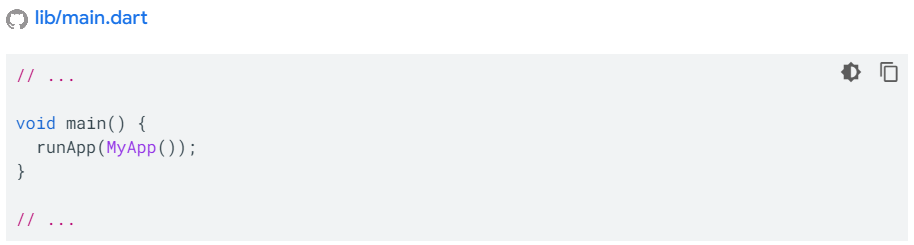 lib/main.dart
// ...
void main() {
  runApp(MyApp());
}
// ...